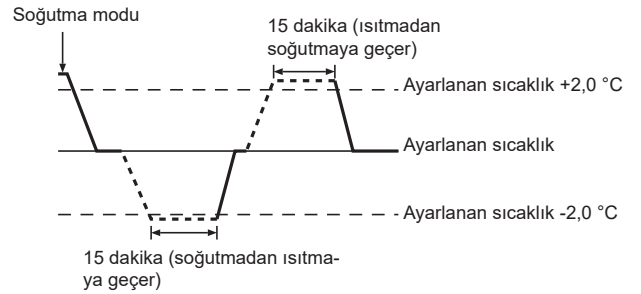 Soğutma modu
15 dakika (ısıtmadan
soğutmaya geçer)
Ayarlanan sıcaklık +2,0 °C
Ayarlanan sıcaklık
Ayarlanan sıcaklık -2,0 °C
15 dakika (soğutmadan ısıtma-
ya geçer)